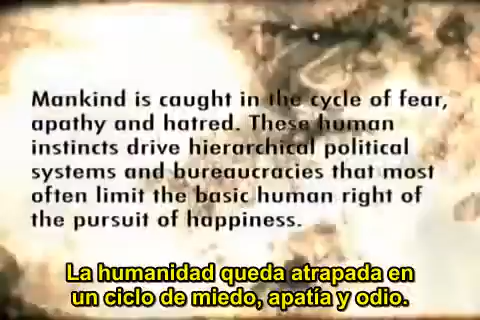 Mankind is caught in the cycle of fear,
apathy and hatred. These human
instincts drive hierarchical political
systems and bureaucracies that most
often limit the basic human right of
the pursuit of happiness.
La humanidad queda atrapada en
un ciclo de miedo, apatía y odio.